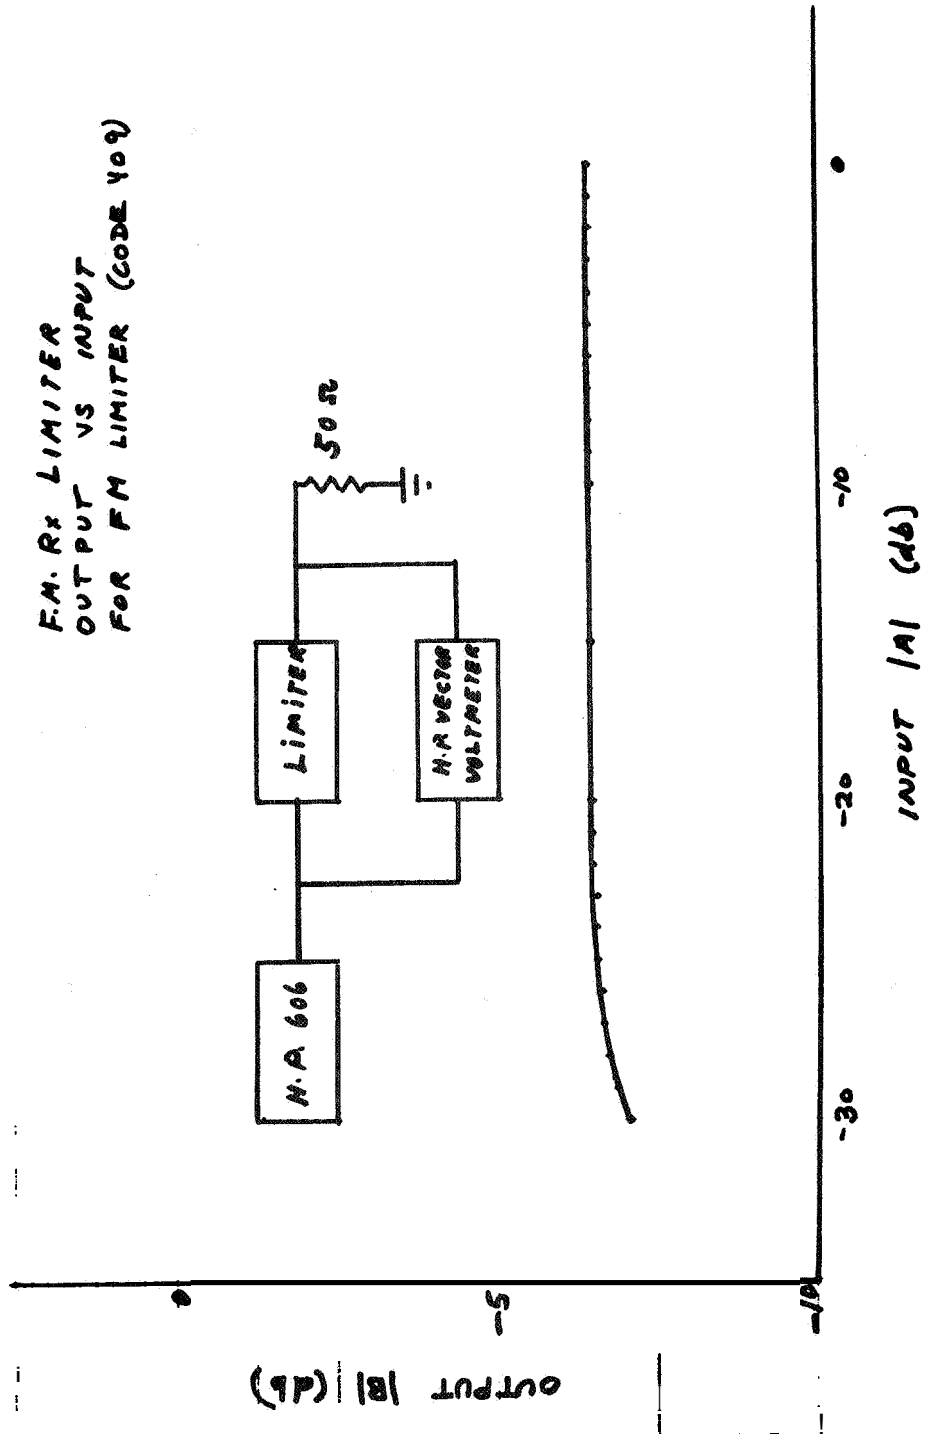 F.M. Rx LIMITER
OUTPUT VS INPUT
FOR FM LIMITER (CODE 409)
50 Ω
H.P. 606
LIMITER
H.P. VECTOR
VOLTMETER
OUTPUT |B| (db)
0
-5
-10
-30
-20
-10
0
INPUT |A| (db)